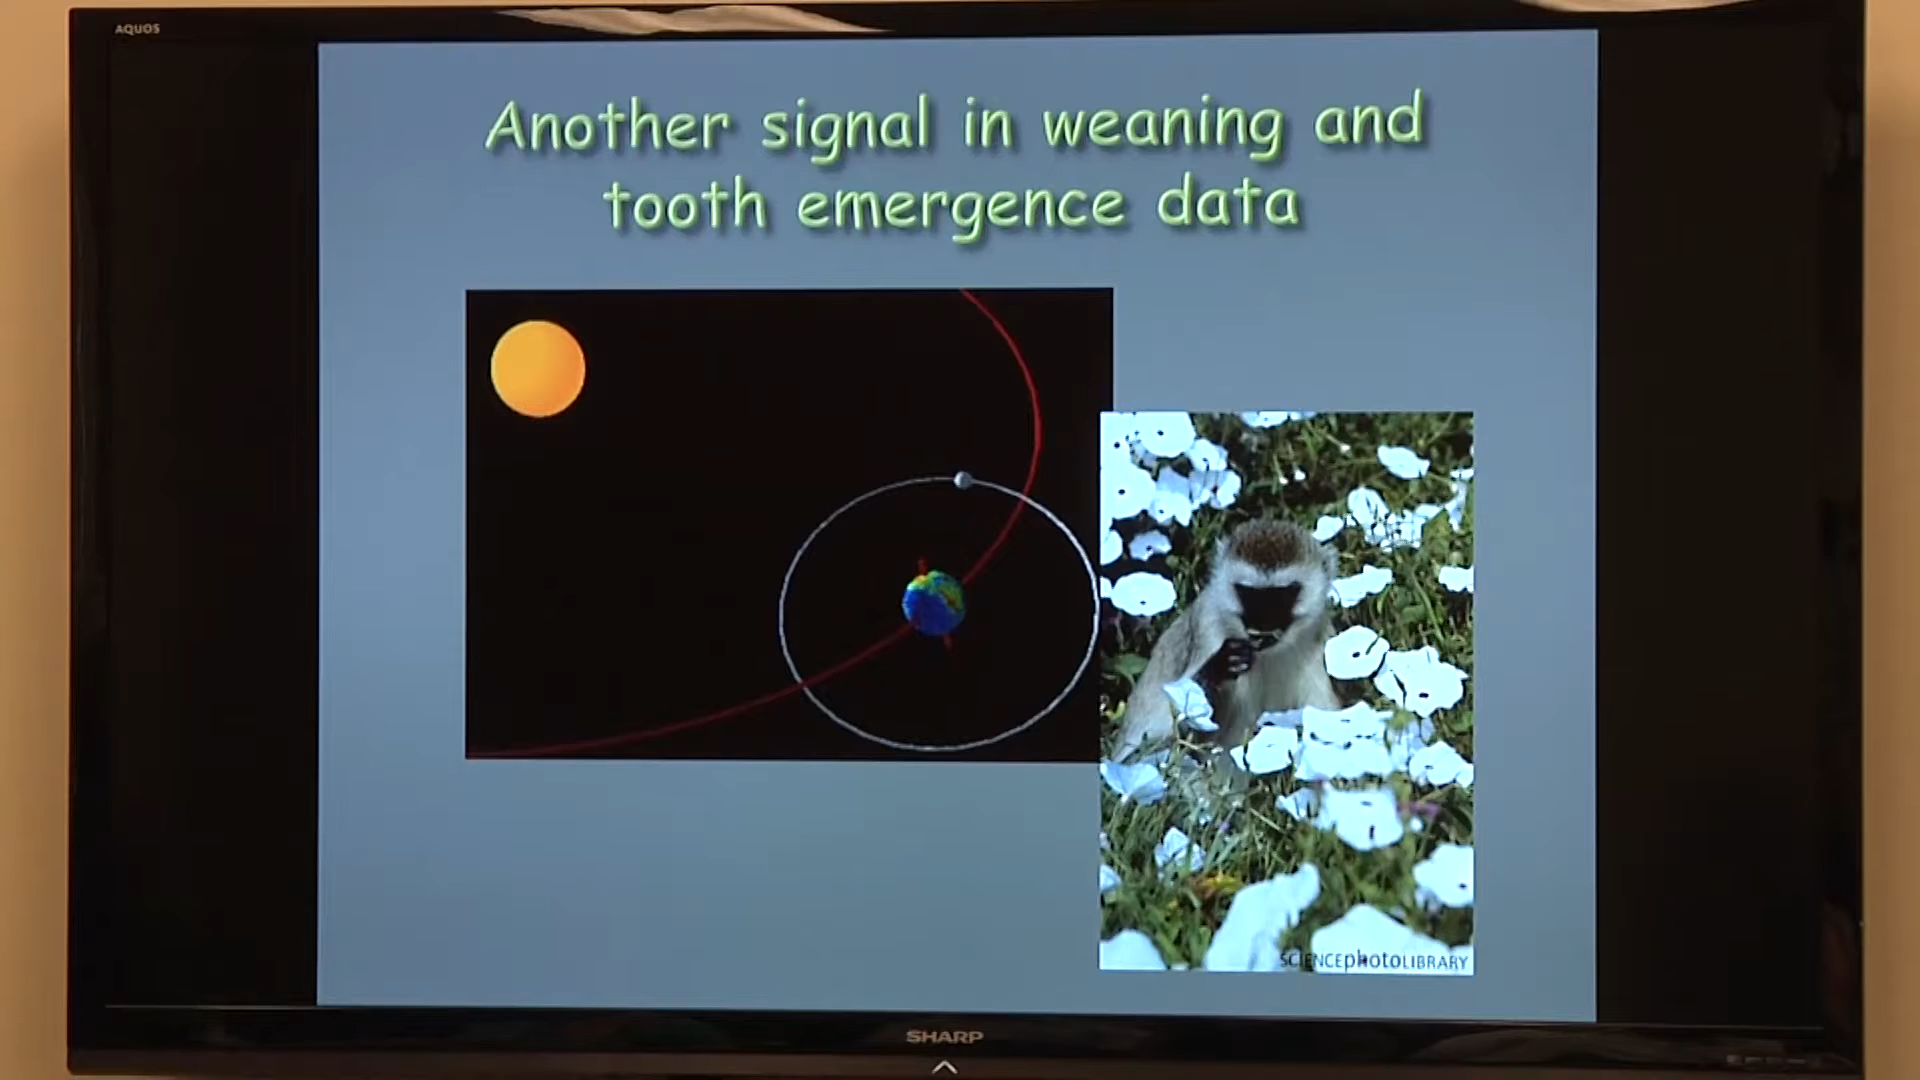 AQUOS
Another signal in weaning and
tooth emergence data
SCIENCEphotoLIBRARY
SHARP